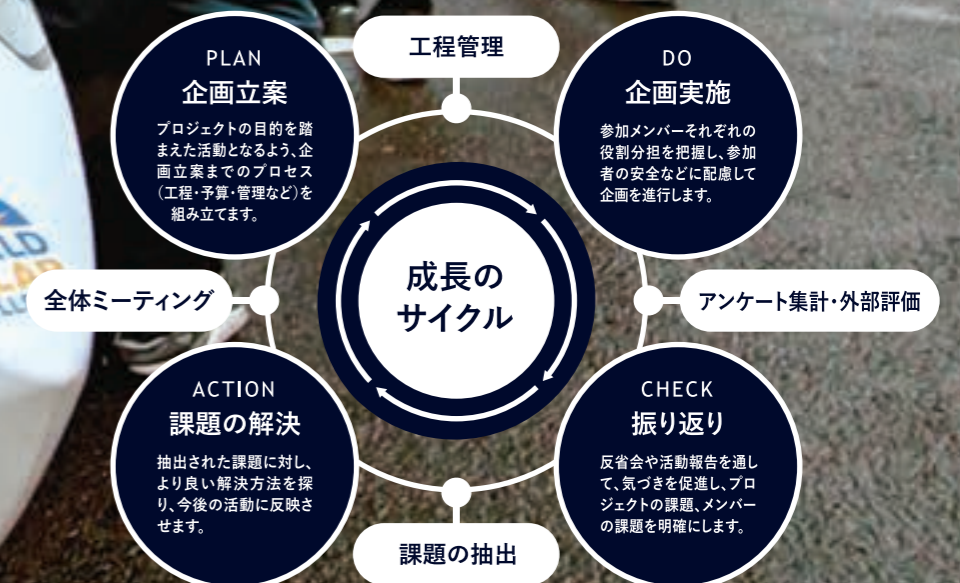 工程管理
PLAN
企画立案
プロジェクトの目的を踏
まえた活動となるよう、企
画立案までのプロセス
（工程・予算・管理など）を
組み立てます。
DO
企画実施
参加メンバーそれぞれの
役割分担を把握し、参加
者の安全などに配慮して
企画を進行します。
全体ミーティング
成長の
サイクル
アンケート集計・外部評価
ACTION
課題の解決
抽出された課題に対し、
より良い解決方法を探
り、今後の活動に反映さ
せます。
CHECK
振り返り
反省会や活動報告を通し
て、気づきを促進し、プロ
ジェクトの課題、メンバー
の課題を明確にします。
課題の抽出